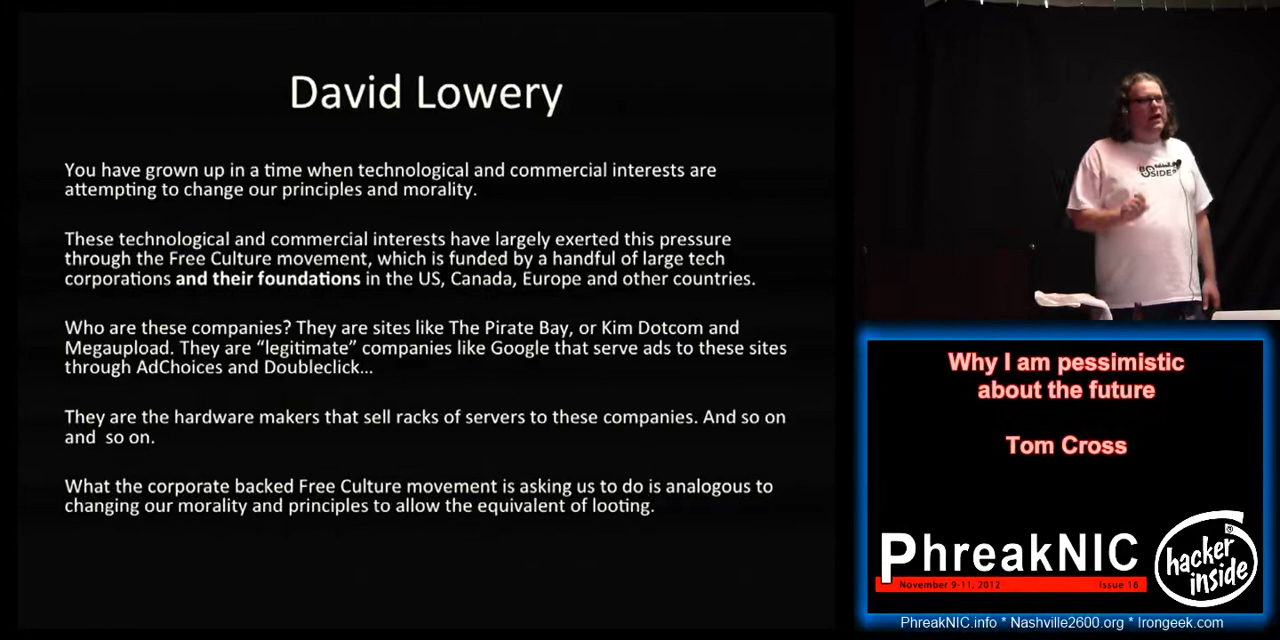 David Lowery
You have grown up in a time when technological and commercial interests are
attempting to change our principles and morality.
These technological and commercial interests have largely exerted this pressure
through the Free Culture movement, which is funded by a handful of large tech
corporations and their foundations in the US, Canada, Europe and other countries.
Who are these companies? They are sites like The Pirate Bay, or Kim Dotcom and
Megaupload. They are “legitimate” companies like Google that serve ads to these sites
through AdChoices and Doubleclick...
They are the hardware makers that sell racks of servers to these companies. And so on
and  so on.
What the corporate backed Free Culture movement is asking us to do is analogous to
changing our morality and principles to allow the equivalent of looting.
Why I am pessimistic
about the future
Tom Cross
PhreakNIC
November 9-11, 2012
Issue 16
hacker
inside
PhreakNIC.info * Nashville2600.org * Irongeek.com